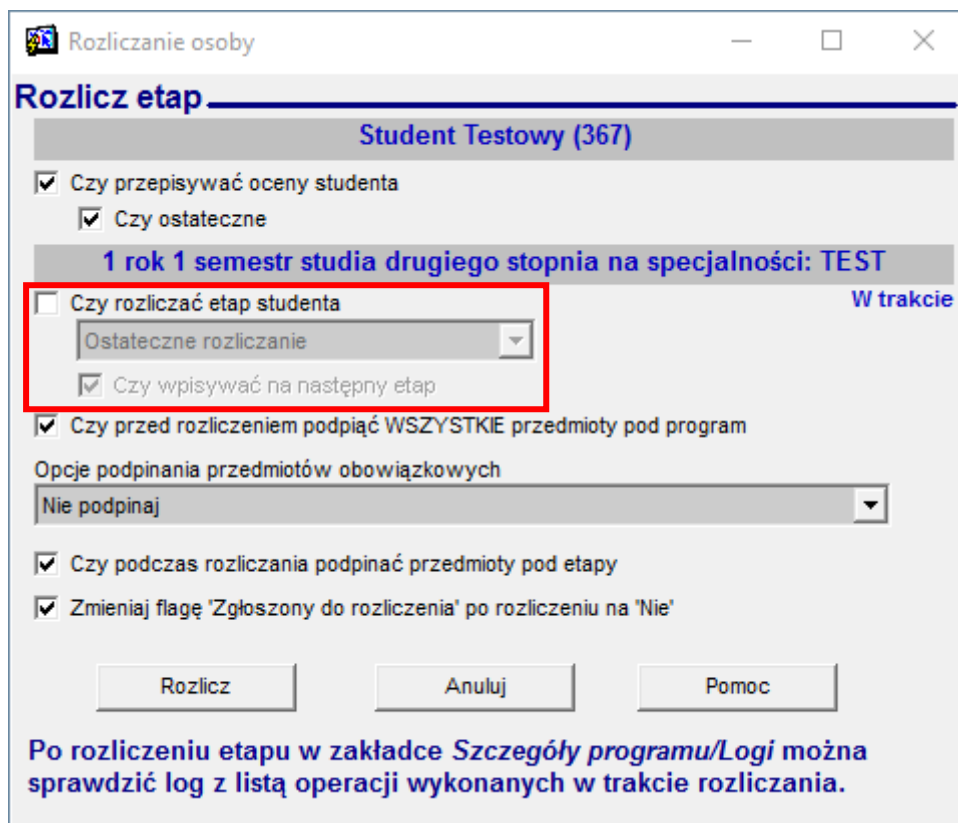 Rozliczanie osoby
Rozlicz etap
Student Testowy (367)
Czy przepisywać oceny studenta
Czy ostateczne
1 rok 1 semestr studia drugiego stopnia na specjalności: TEST
Czy rozliczać etap studenta
W trakcie
Ostateczne rozliczanie
Czy wpisywać na następny etap
Czy przed rozliczeniem podpiąć WSZYSTKIE przedmioty pod program
Opcje podpinania przedmiotów obowiązkowych
Nie podpinaj
Czy podczas rozliczania podpinać przedmioty pod etapy
Zmieniaj flagę 'Zgłoszony do rozliczenia' po rozliczeniu na 'Nie'
Rozlicz Anuluj Pomoc
Po rozliczeniu etapu w zakładce Szczegóły programu/Logi można
sprawdzić log z listą operacji wykonanych w trakcie rozliczania.